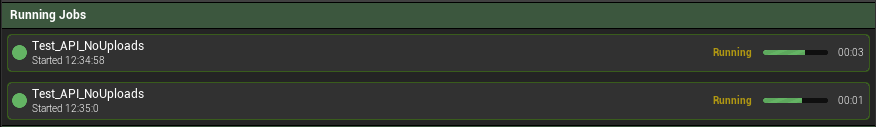 Running Jobs
Test_API_NoUploads
Running
00:03
Started 12:34:58
Test_API_NoUploads
Running
00:01
Started 12:35:0